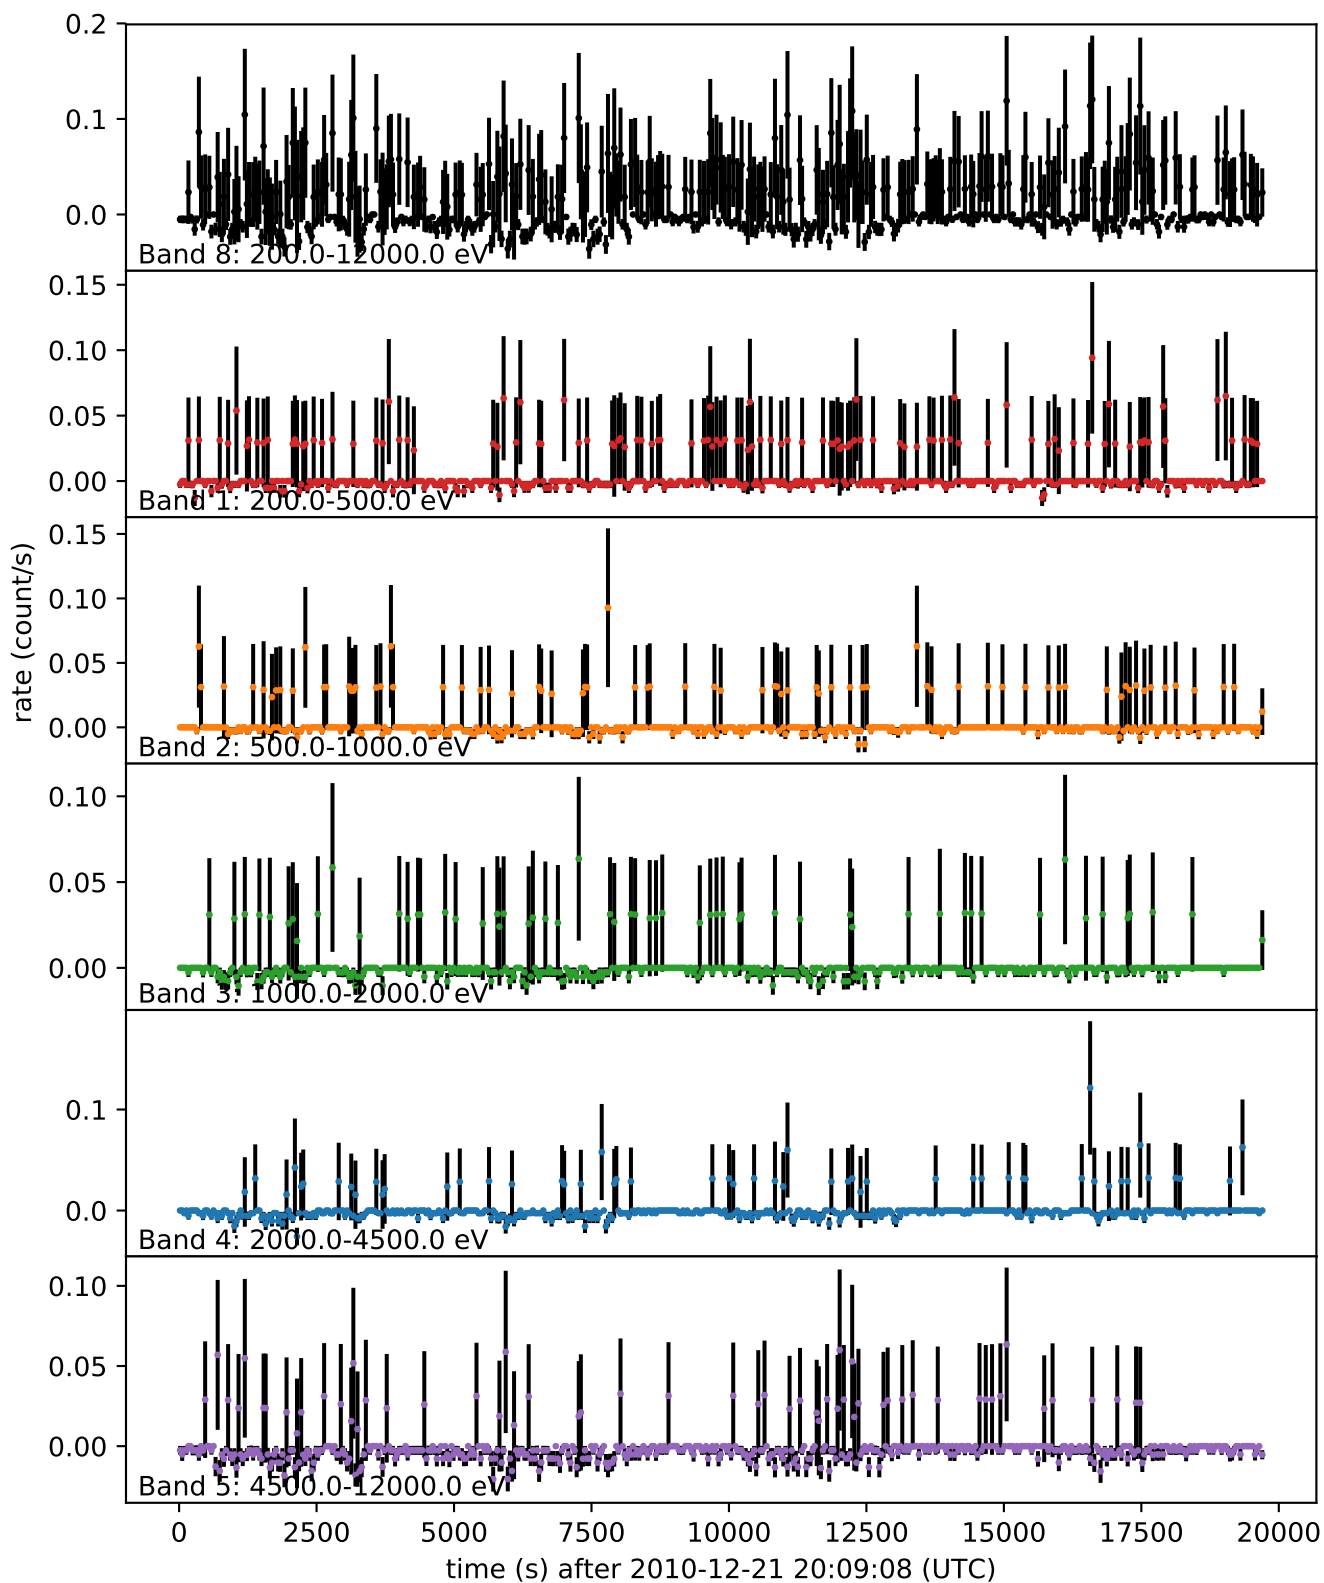 0.2
0.1
0.0
Band 8: 200.0-12000.0 eV
0.15
0.10
0.05
0.00
Band 1: 200.0-500.0 eV
rate (count/s)
0.15
0.10
0.05
0.00
Band 2: 500.0-1000.0 eV
0.10
0.05
0.00
Band 3: 1000.0-2000.0 eV
0.1
0.0
Band 4: 2000.0-4500.0 eV
0.10
0.05
0.00
Band 5: 4500.0-12000.0 eV
0 2500 5000 7500 10000 12500 15000 17500 20000
time (s) after 2010-12-21 20:09:08 (UTC)